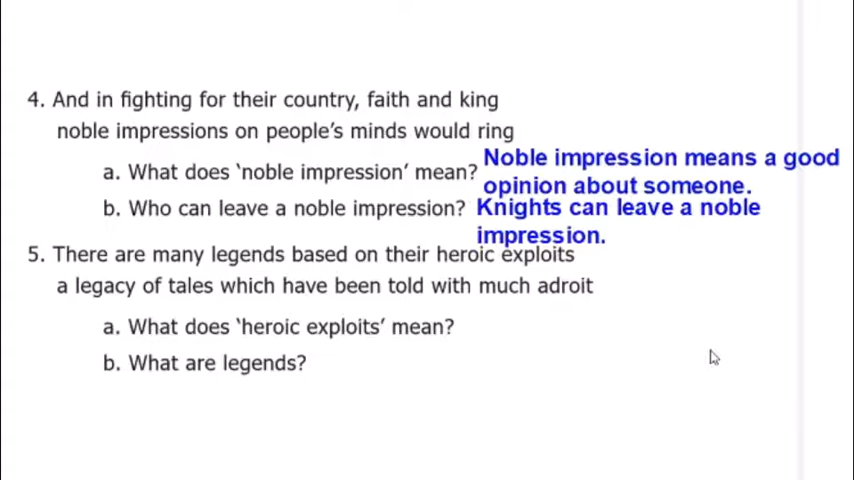 4. And in fighting for their country, faith and king
noble impressions on people's minds would ring
a. What does ‘noble impression’ mean? Noble impression means a good
opinion about someone.
b. Who can leave a noble impression? Knights can leave a noble
impression.
5. There are many legends based on their heroic exploits
a legacy of tales which have been told with much adroit
a. What does ‘heroic exploits’ mean?
b. What are legends?